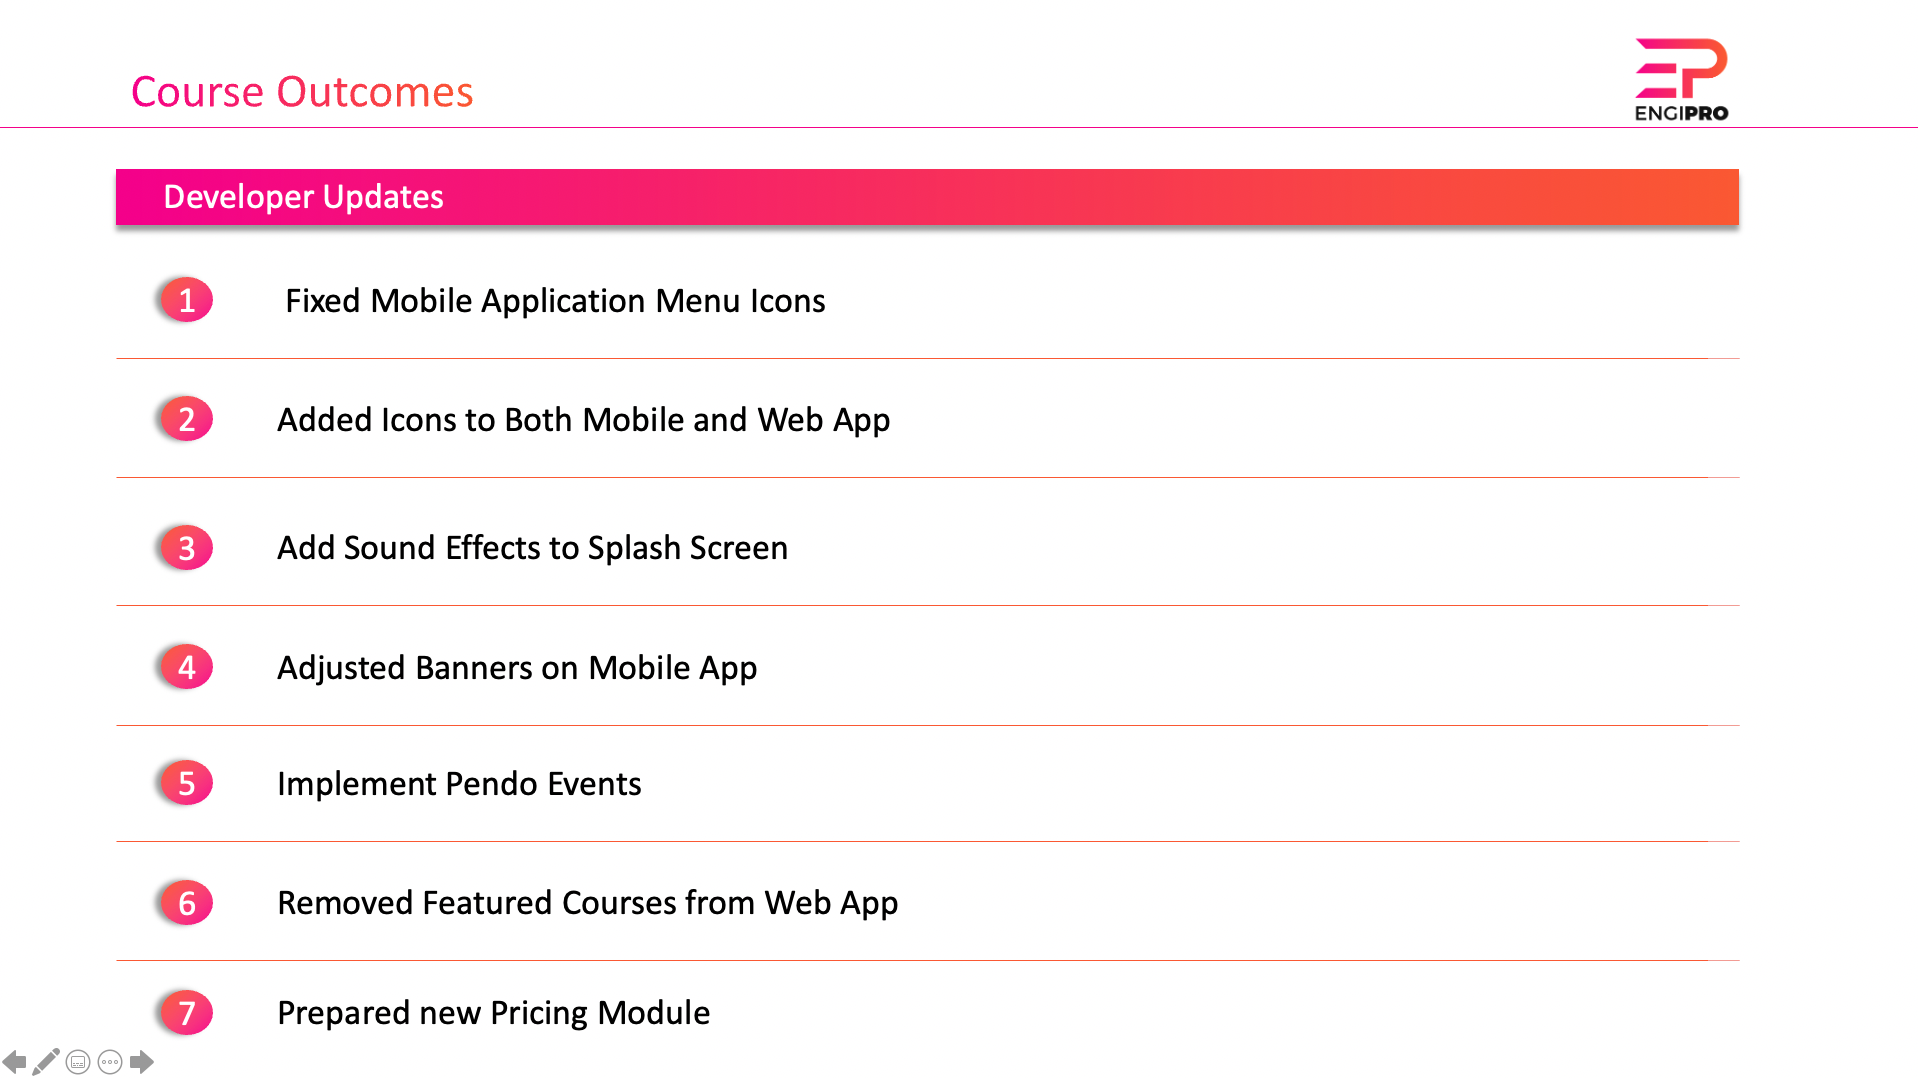 Course Outcomes
ENGIPRO
Developer Updates
1 Fixed Mobile Application Menu Icons
2 Added Icons to Both Mobile and Web App
3 Add Sound Effects to Splash Screen
4 Adjusted Banners on Mobile App
5 Implement Pendo Events
6 Removed Featured Courses from Web App
7 Prepared new Pricing Module